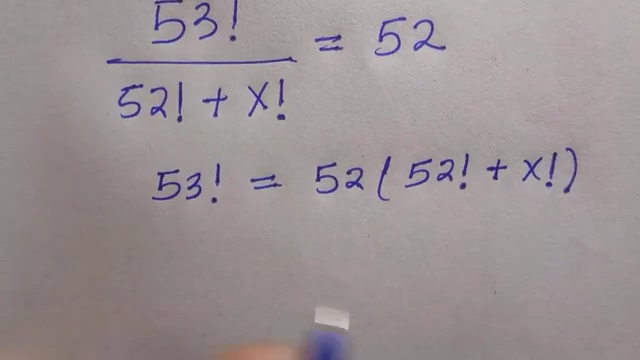 53!
52! + x! = 52
53! = 52(52! + x!)